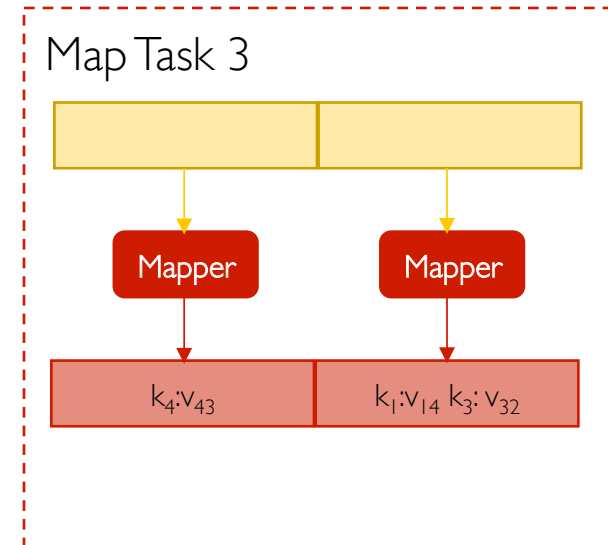 Map Task 3
Mapper Mapper
k₄:v₄₃ k₁:v₁₄ k₃: v₃₂